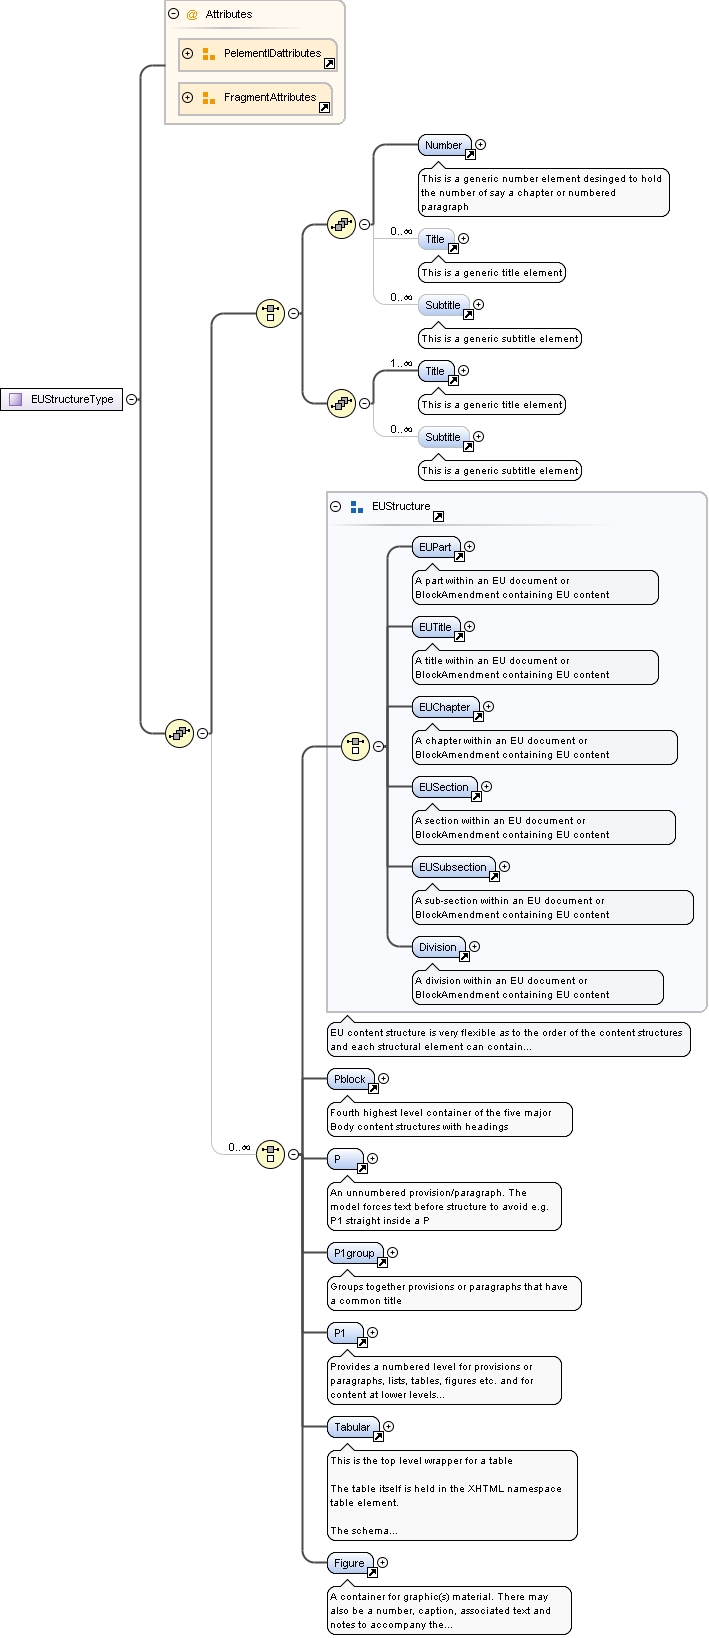 @ Attributes
PelementIDattributes
FragmentAttributes
Number
This is a generic number element desinged to hold
the number of say a chapter or numbered
paragraph
0..∞
Title
This is a generic title element
0..∞
Subtitle
This is a generic subtitle element
1..∞
Title
This is a generic title element
0..∞
Subtitle
This is a generic subtitle element
EUStructureType
EUStructure
EUPart
A part within an EU document or
BlockAmendment containing EU content
EUTitle
A title within an EU document or
BlockAmendment containing EU content
EUChapter
A chapter within an EU document or
BlockAmendment containing EU content
EUSection
A section within an EU document or
BlockAmendment containing EU content
EUSubsection
A sub-section within an EU document or
BlockAmendment containing EU content
Division
A division within an EU document or
BlockAmendment containing EU content
EU content structure is very flexible as to the order of the content structures
and each structural element can contain...
Pblock
Fourth highest level container of the five major
Body content structures with headings
0..∞
P
An unnumbered provision/paragraph. The
model forces text before structure to avoid e.g.
P1 straight inside a P
P1group
Groups together provisions or paragraphs that have
a common title
P1
Provides a numbered level for provisions or
paragraphs, lists, tables, figures etc. and for
content at lower levels...
Tabular
This is the top level wrapper for a table
The table itself is held in the XHTML namespace
table element.
The schema...
Figure
A container for graphic(s) material. There may
also be a number, caption, associated text and
notes to accompany the...